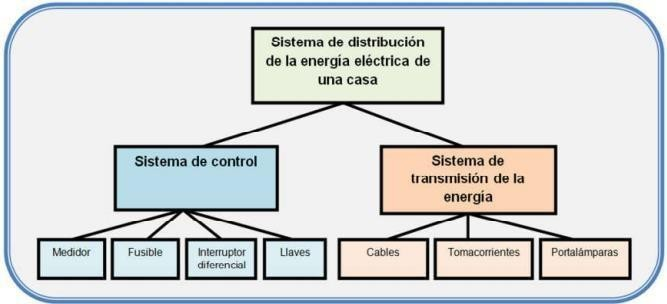 Sistema de distribución
de la energía eléctrica de
una casa
Sistema de control
Sistema de
transmisión de la
energía
Medidor
Fusible
Interruptor
diferencial
Llaves
Cables
Tomacorrientes
Portalámparas